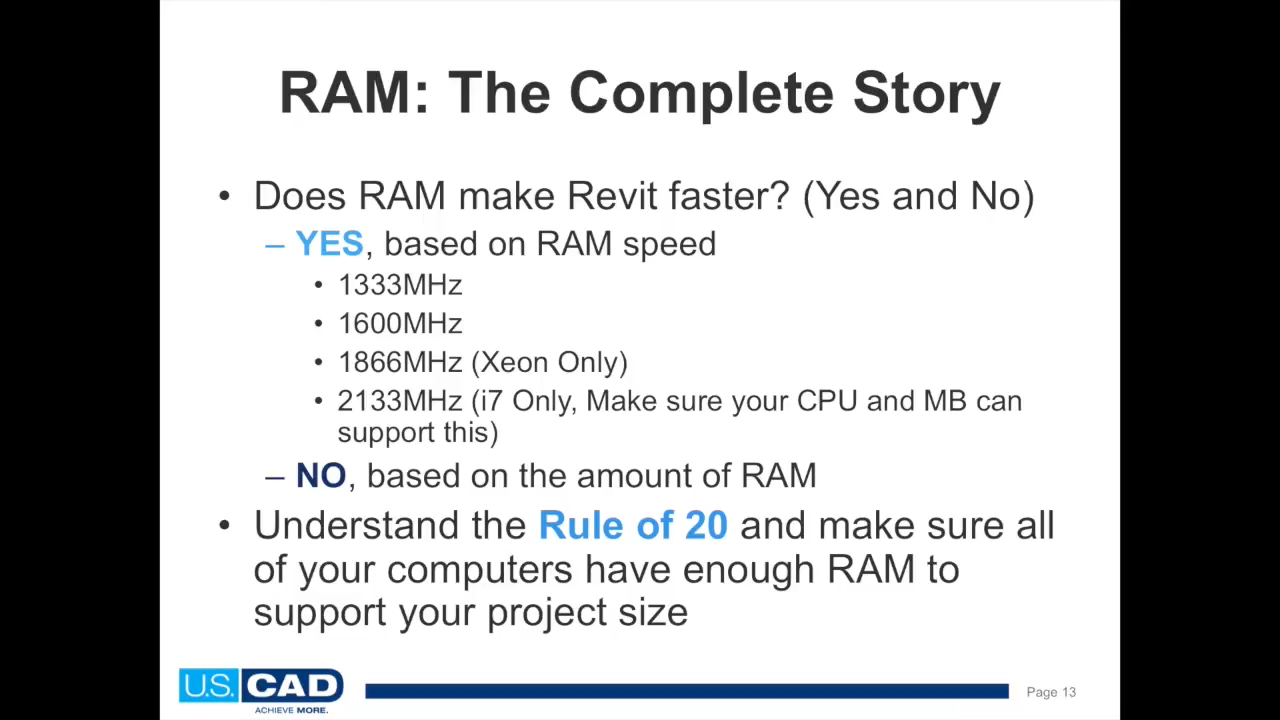 RAM: The Complete Story
• Does RAM make Revit faster? (Yes and No)
– YES, based on RAM speed
• 1333MHz
• 1600MHz
• 1866MHz (Xeon Only)
• 2133MHz (i7 Only, Make sure your CPU and MB can
support this)
– NO, based on the amount of RAM
• Understand the Rule of 20 and make sure all
of your computers have enough RAM to
support your project size
U.S. CAD
ACHIEVE MORE.
Page 13